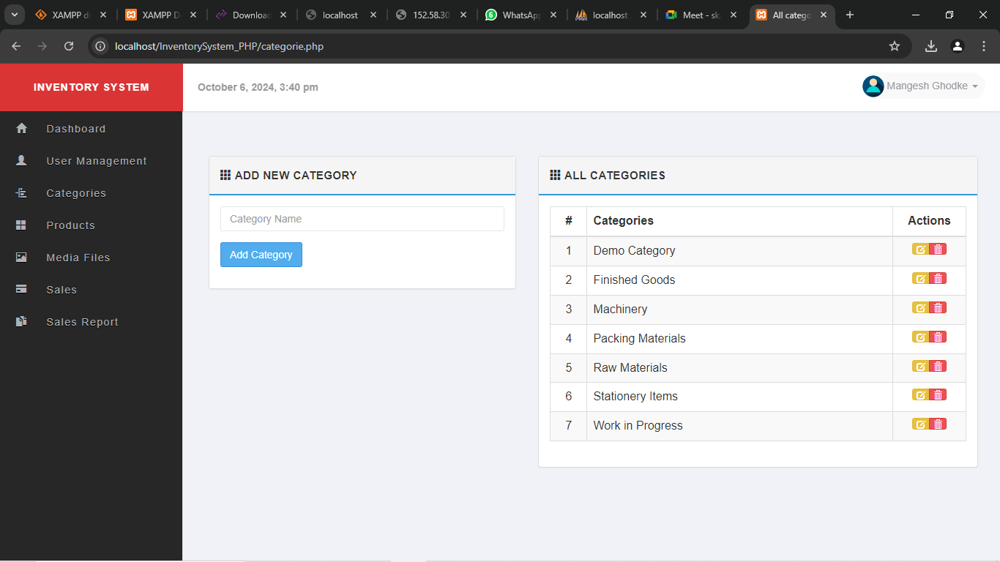 XAMPP d
XAMPP D
Downloa
localhost
152.58.30
6
WhatsApp
localhost
Meet - sk
All catego
localhost/InventorySystem_PHP/categorie.php
INVENTORY SYSTEM
October 6, 2024, 3:40 pm
Mangesh Ghodke
Dashboard
User Management
Categories
Products
Media Files
Sales
Sales Report
ADD NEW CATEGORY
Category Name
Add Category
ALL CATEGORIES
# Categories Actions
1 Demo Category
2 Finished Goods
3 Machinery
4 Packing Materials
5 Raw Materials
6 Stationery Items
7 Work in Progress